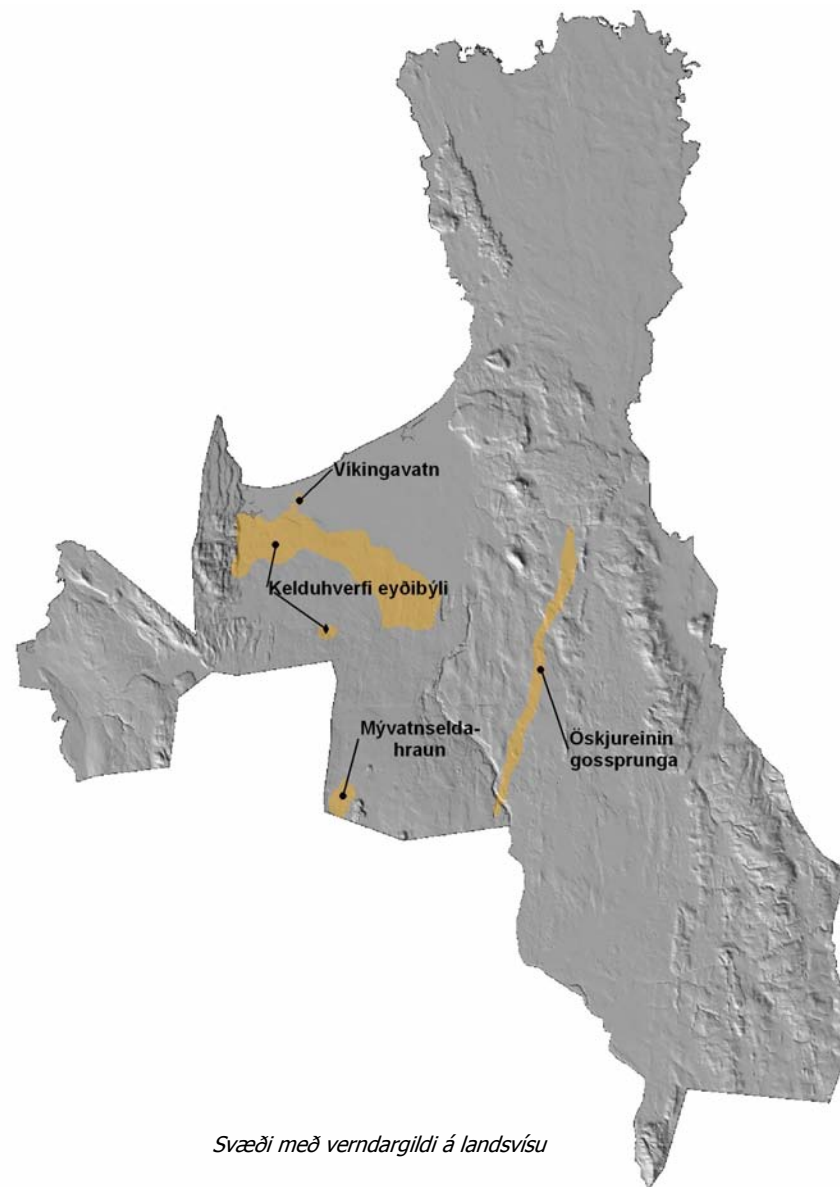 Víkingavatn
Kelduhverfi eyðibýli
Mývatnselda-
hraun
Öskjureinin
gossprunga
Svæði með verndargildi á landsvísu